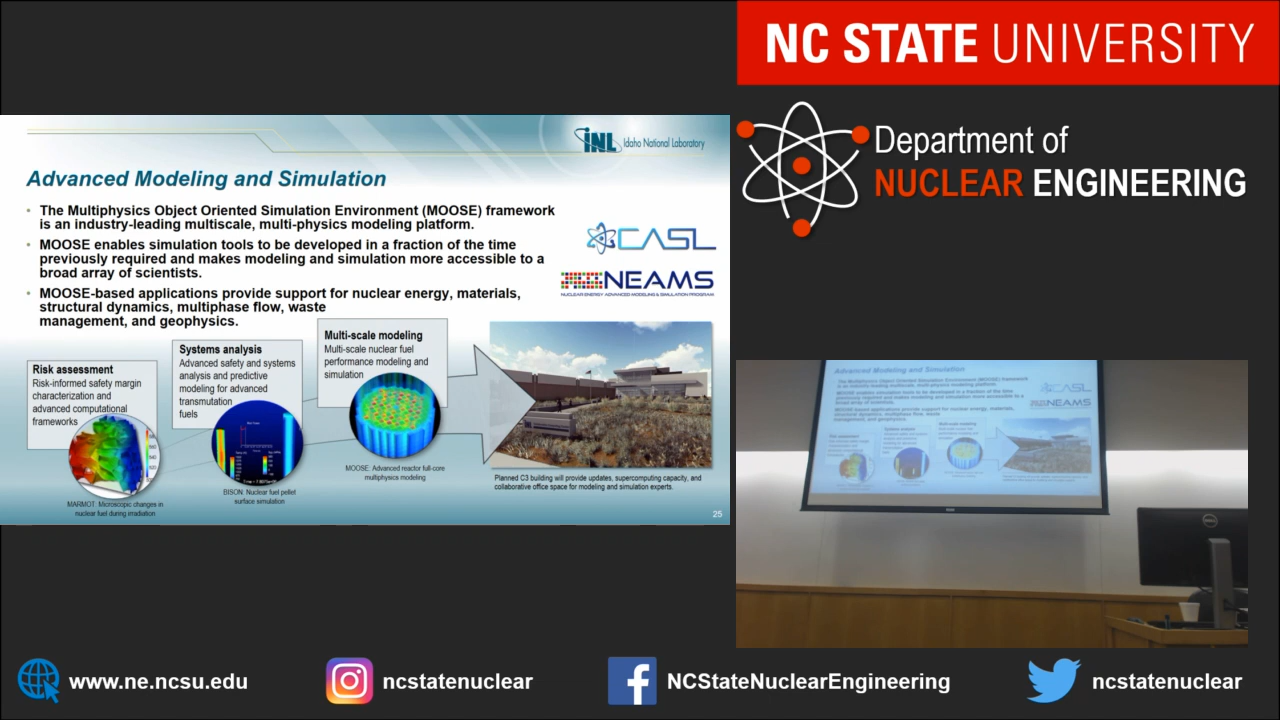 NC STATE UNIVERSITY
Department of
NUCLEAR ENGINEERING
INL Idaho National Laboratory
Advanced Modeling and Simulation
• The Multiphysics Object Oriented Simulation Environment (MOOSE) framework
is an industry-leading multiscale, multi-physics modeling platform.
• MOOSE enables simulation tools to be developed in a fraction of the time
previously required and makes modeling and simulation more accessible to a
broad array of scientists.
• MOOSE-based applications provide support for nuclear energy, materials,
structural dynamics, multiphase flow, waste
management, and geophysics.
CASL
NEAMS
NUCLEAR ENERGY ADVANCED MODELING & SIMULATION PROGRAM
Risk assessment
Risk-informed safety margin
characterization and
advanced computational
frameworks
MARMOT: Microscopic changes in
nuclear fuel during irradiation
Systems analysis
Advanced safety and systems
analysis and predictive
modeling for advanced
transmutation
fuels
BISON: Nuclear fuel pellet
surface simulation
Multi-scale modeling
Multi-scale nuclear fuel
performance modeling and
simulation
MOOSE: Advanced reactor full-core
multiphysics modeling
Planned C3 building will provide updates, supercomputing capacity, and
collaborative office space for modeling and simulation experts.
25
Advanced Modeling and Simulation
CASL
NEAMS
DELL
www.ne.ncsu.edu
ncstatenuclear
NCStateNuclearEngineering
ncstatenuclear